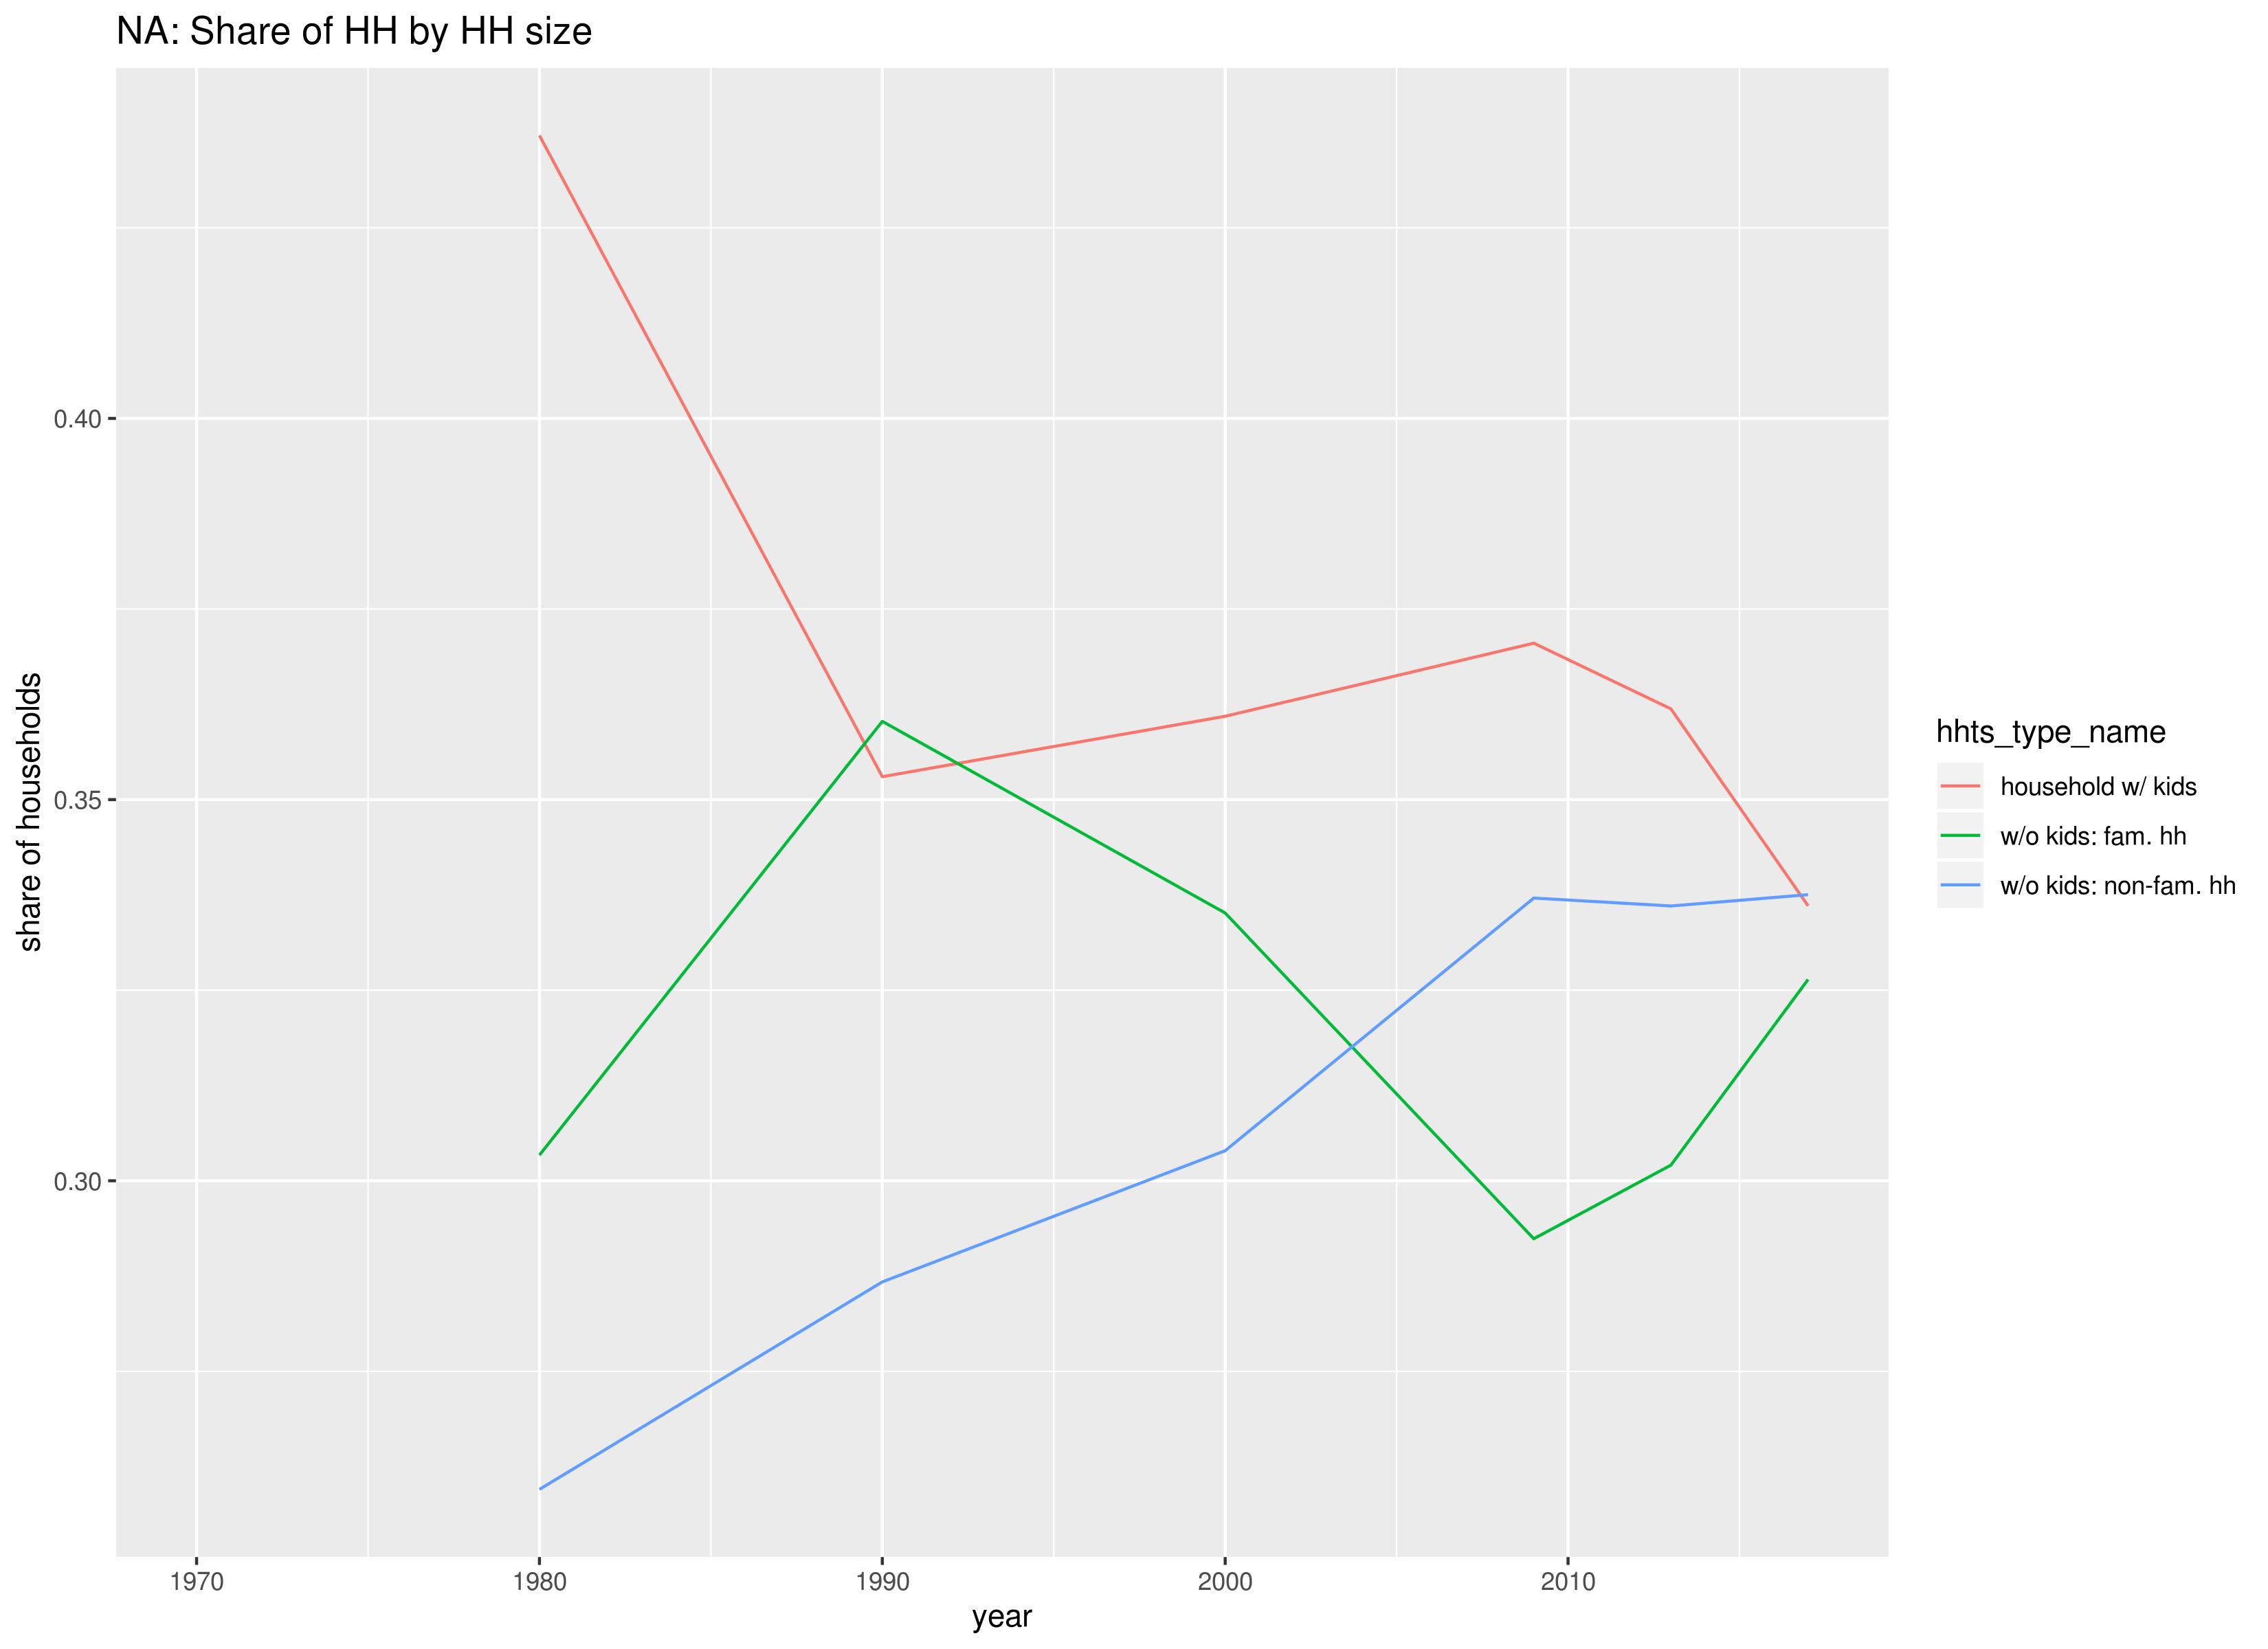 NA: Share of HH by HH size
share of households
0.40
0.35
0.30
1970
1980
1990
2000
2010
year
hhts_type_name
household w/ kids
w/o kids: fam. hh
w/o kids: non-fam. hh